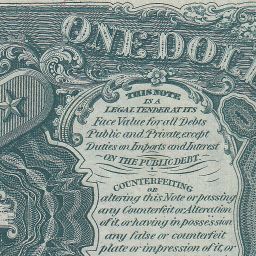 ONE DOLL
THIS NOTE
IS A
LEGAL TENDER AT ITS
Face Value for all Debts
Public and Private, except
Duties on Imports and Interest
ON THE PUBLIC DEBT.
COUNTERFEITING
or
altering this Note or passing
any Counterfeit or Alteration
of it, or having in possession
any false or counterfeit
plate or impression of it, or